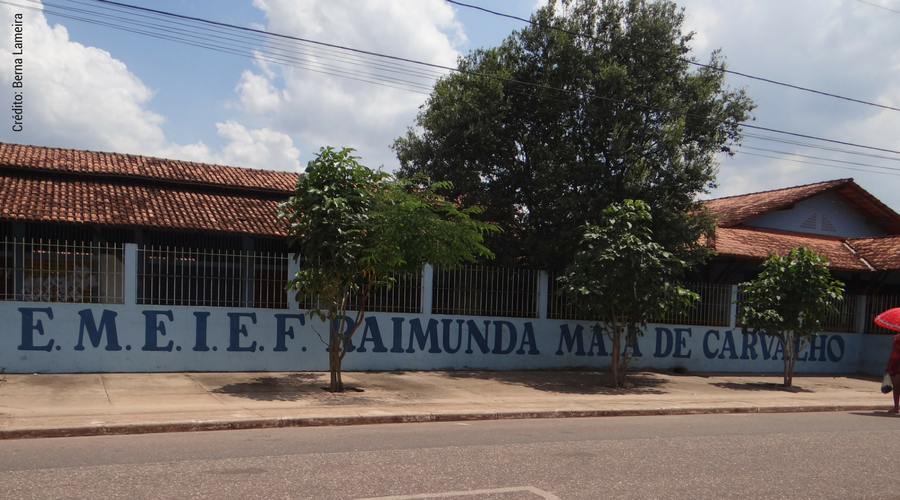 Crédito: Berna Lameira
E.M.E.I.E.F. RAIMUNDA MAIA DE CARVALHO